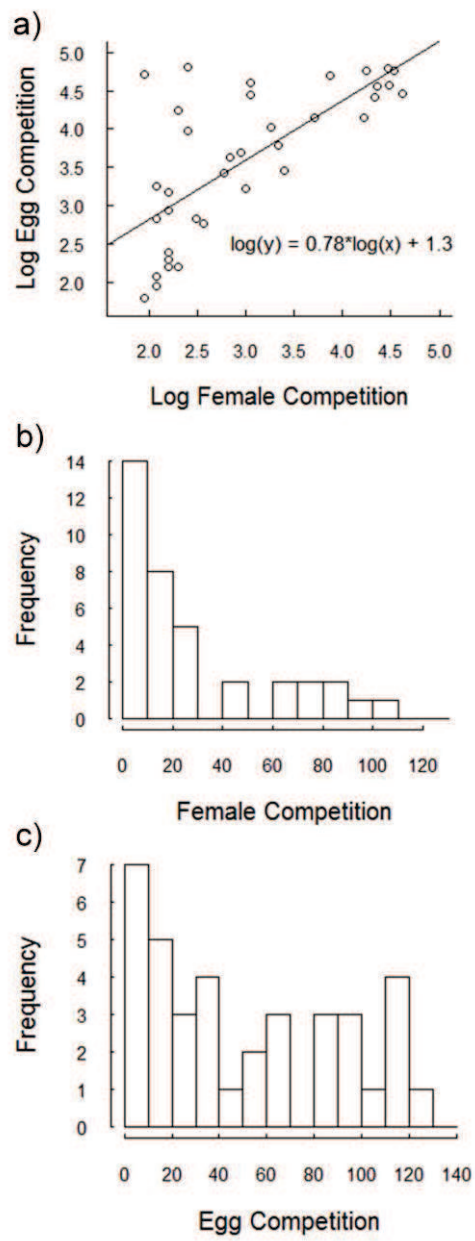 a)
Log Egg Competition
5.0
4.5
4.0
3.5
3.0
2.5
2.0
log(y) = 0.78*log(x) + 1.3
2.0 2.5 3.0 3.5 4.0 4.5 5.0
Log Female Competition
b)
Frequency
14
12
10
8
6
4
2
0
0 20 40 60 80 100 120
Female Competition
c)
Frequency
7
6
5
4
3
2
1
0
0 20 40 60 80 100 120 140
Egg Competition